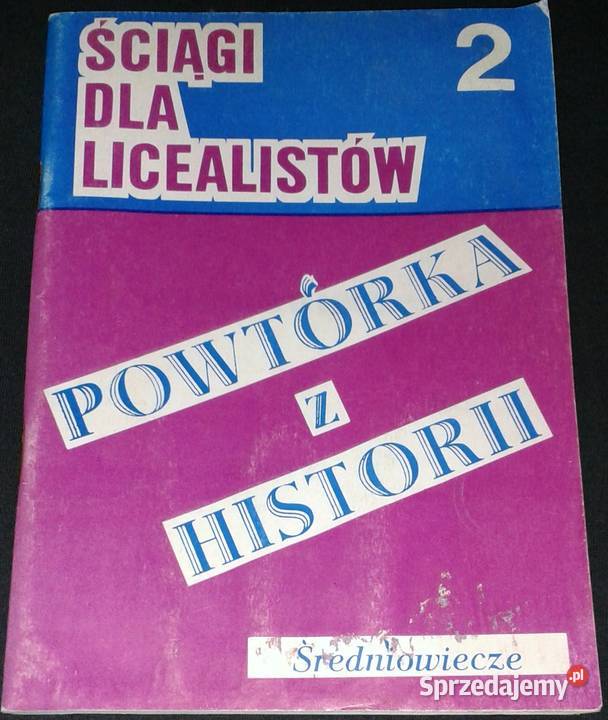 ŚCIĄGI
DLA
LICEALISTÓW
2
POWTÓRKA
Z
HISTORII
Średniowiecze
Sprzedajemy.pl